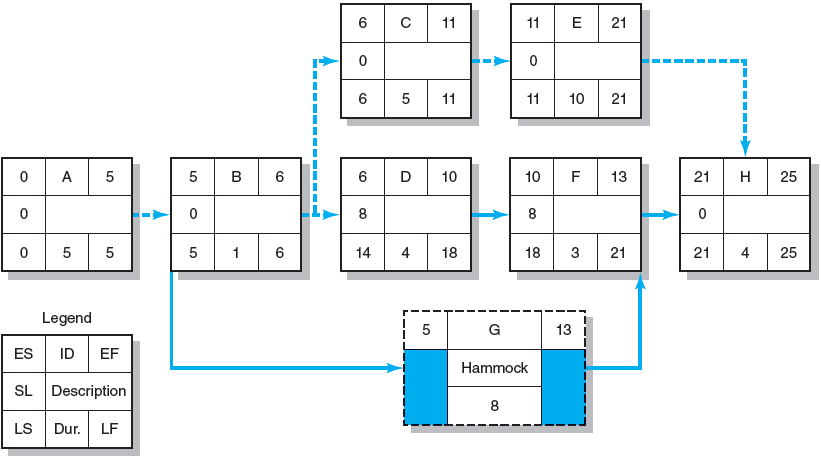 6 C 11
0
6 5 11
11 E 21
0
11 10 21
0 A 5
0
0 5 5
5 B 6
0
5 1 6
6 D 10
8
14 4 18
10 F 13
8
18 3 21
21 H 25
0
21 4 25
5 G 13
Hammock
8
Legend
ES ID EF
SL Description
LS Dur. LF